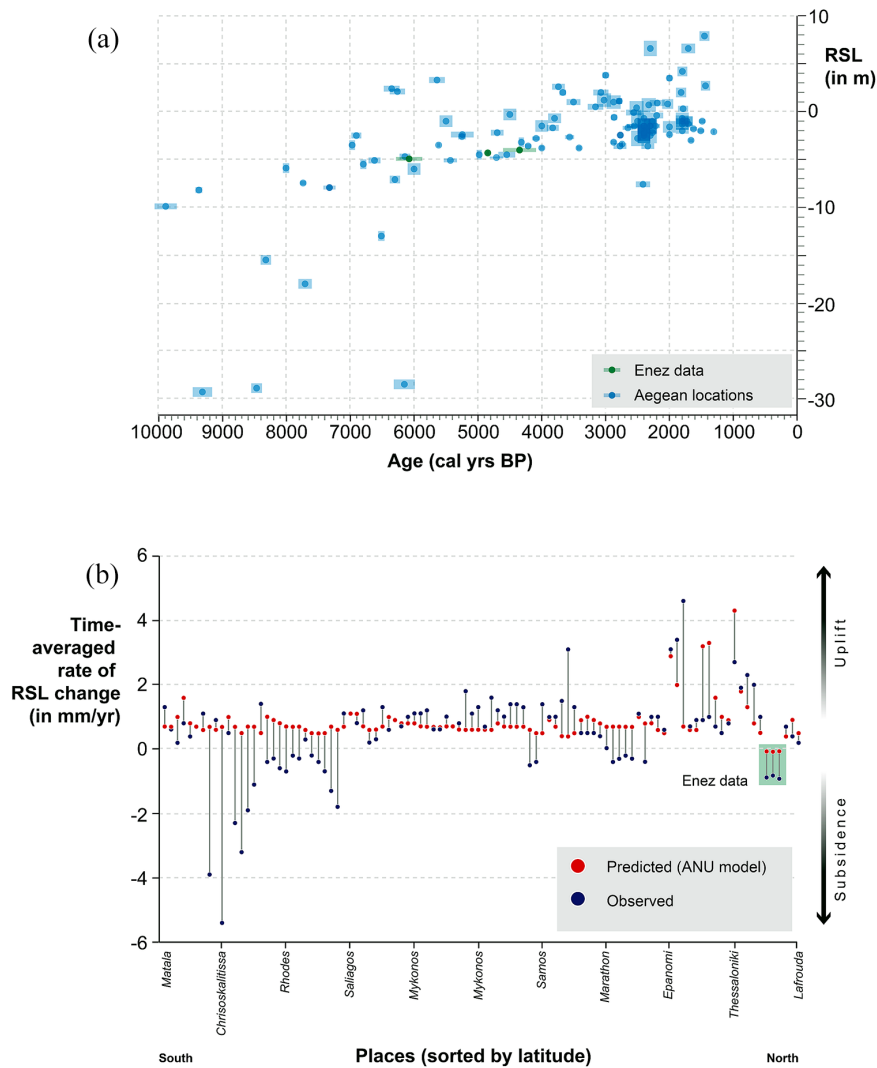 (a)
10
RSL
(in m)
0
-10
-20
-30
Enez data
Aegean locations
10000 9000 8000 7000 6000 5000 4000 3000 2000 1000 0
Age (cal yrs BP)
(b)
6
4
2
0
-2
-4
-6
Time-
averaged
rate of
RSL change
(in mm/yr)
Uplift
Subsidence
Enez data
Predicted (ANU model)
Observed
Matala
Chrisoskalitissa
Rhodes
Saliagos
Mykonos
Mykonos
Samos
Marathon
Epanomi
Thessaloniki
Lafrouda
South
Places (sorted by latitude)
North